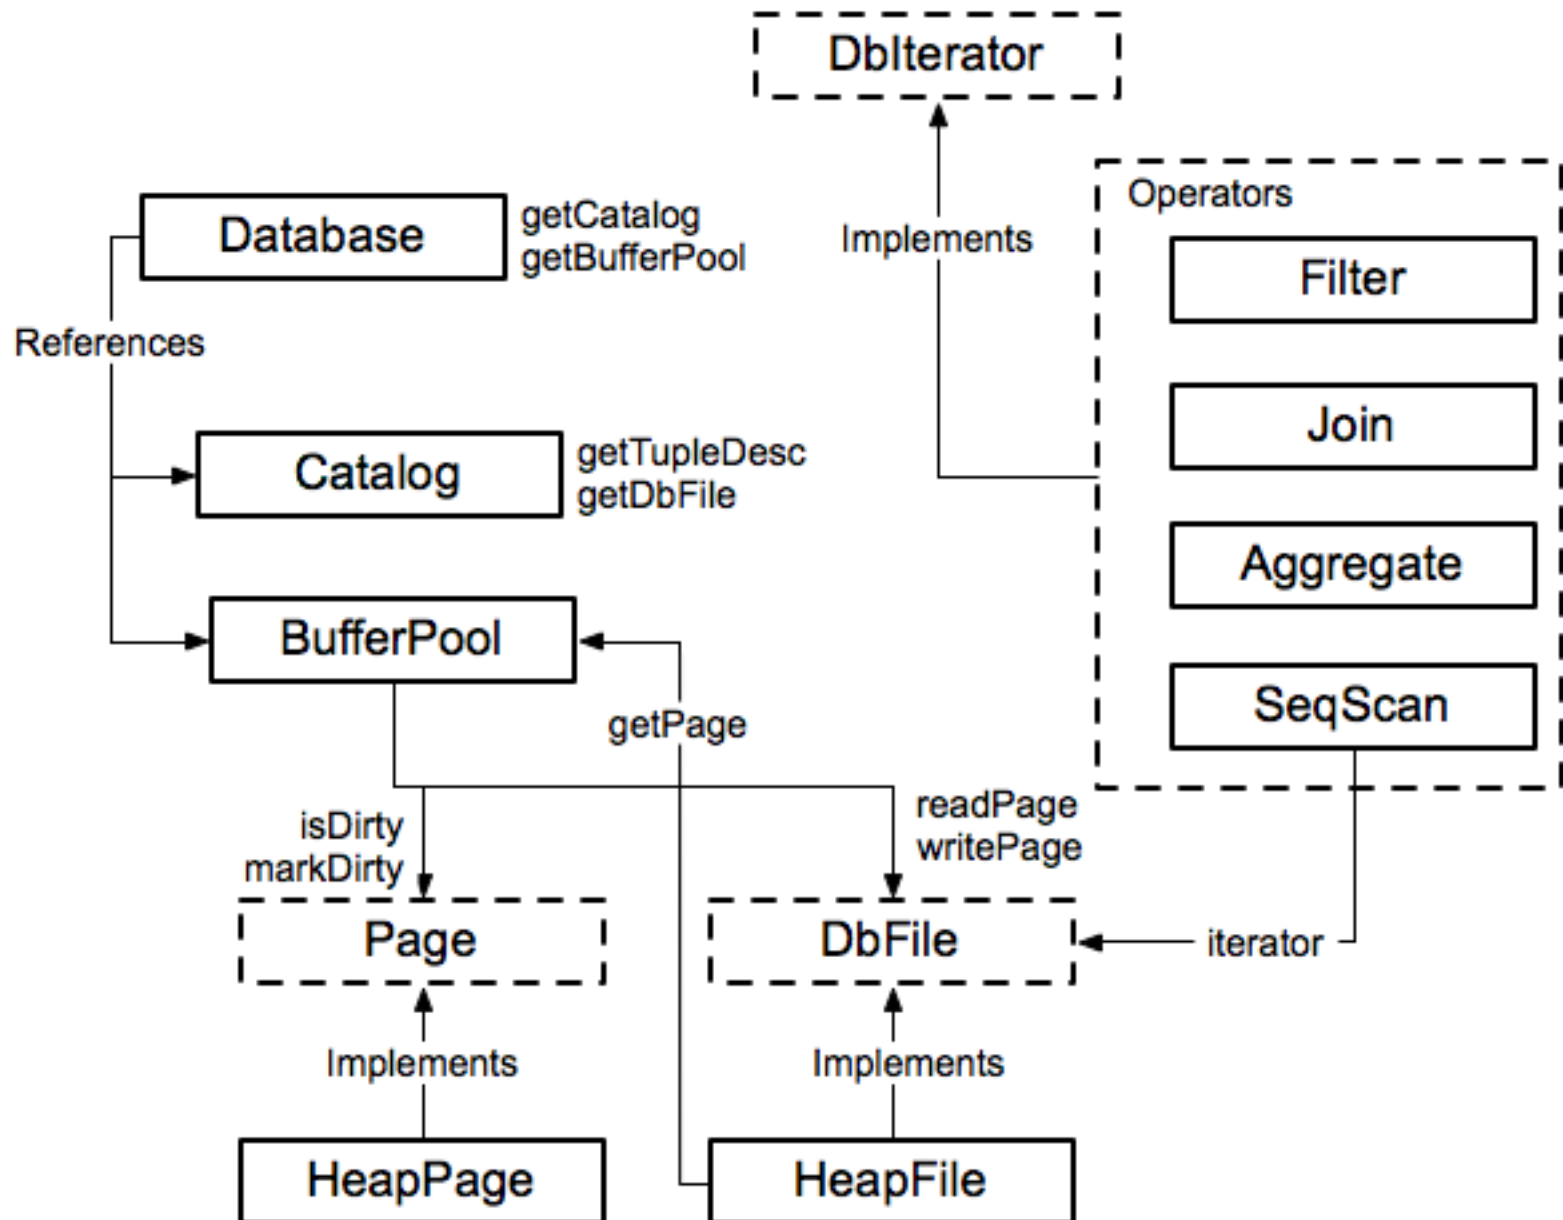 DbIterator
Operators
Database
getCatalog
getBufferPool
Implements
Filter
References
Join
Catalog
getTupleDesc
getDbFile
Aggregate
BufferPool
SeqScan
getPage
isDirty
markDirty
readPage
writePage
Page
DbFile
iterator
Implements
Implements
HeapPage
HeapFile